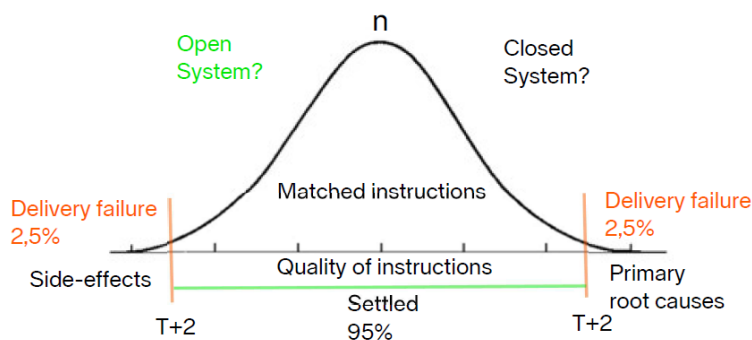 n
Open
System?
Closed
System?
Matched instructions
Delivery failure
2,5%
Delivery failure
2,5%
Side-effects
Quality of instructions
Primary
root causes
Settled
95%
T+2
T+2